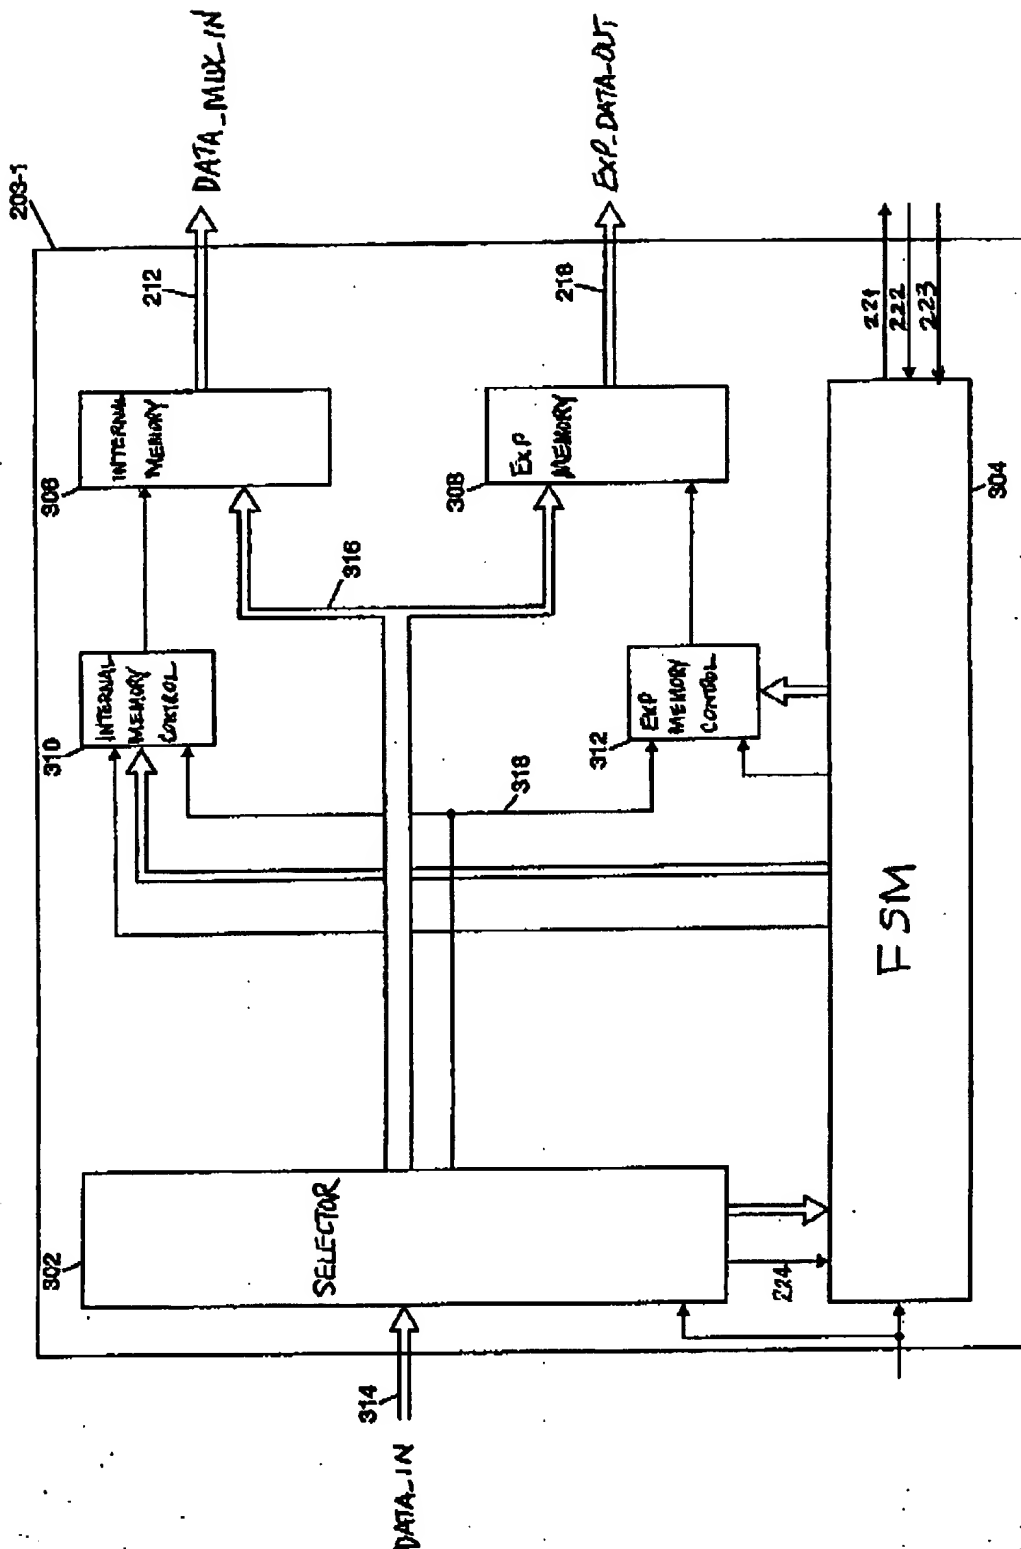 203-1
DATA_MUX_IN
212
INTERNAL
MEMORY
306
EXP_DATA_OUT
218
EXP
MEMORY
308
316
INTERNAL
MEMORY
CONTROL
310
EXP
MEMORY
CONTROL
312
318
221
222
223
FSM
304
SELECTOR
302
224
314
DATA_IN